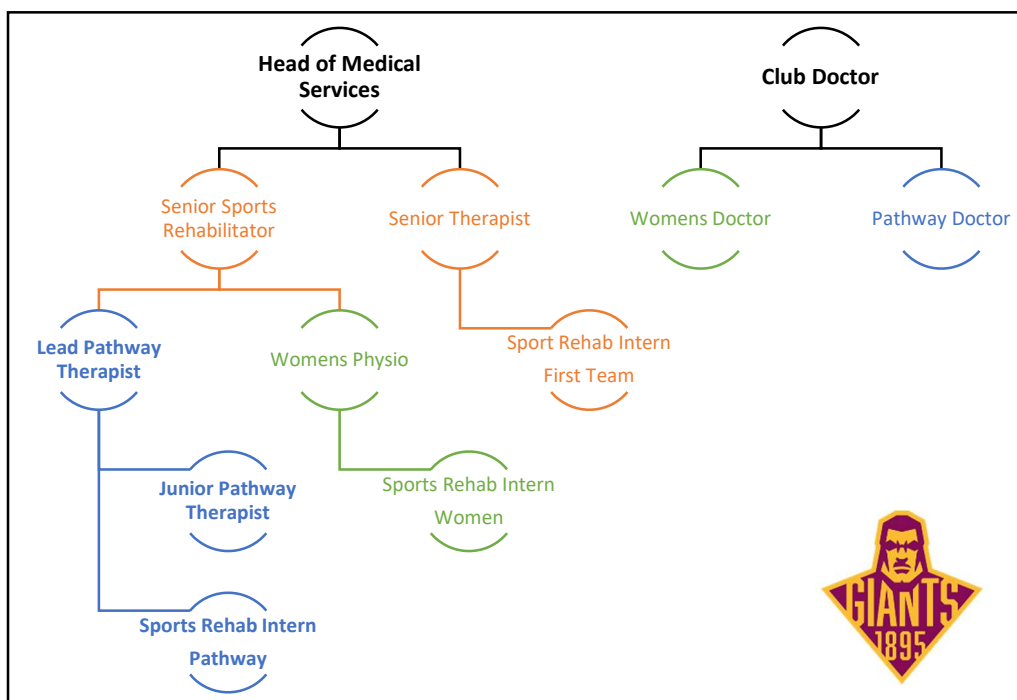 Head of Medical
Services
Club Doctor
Senior Sports
Rehabilitator
Senior Therapist
Womens Doctor
Pathway Doctor
Lead Pathway
Therapist
Womens Physio
Sport Rehab Intern
First Team
Junior Pathway
Therapist
Sports Rehab Intern
Women
Sports Rehab Intern
Pathway
GIANTS
1895